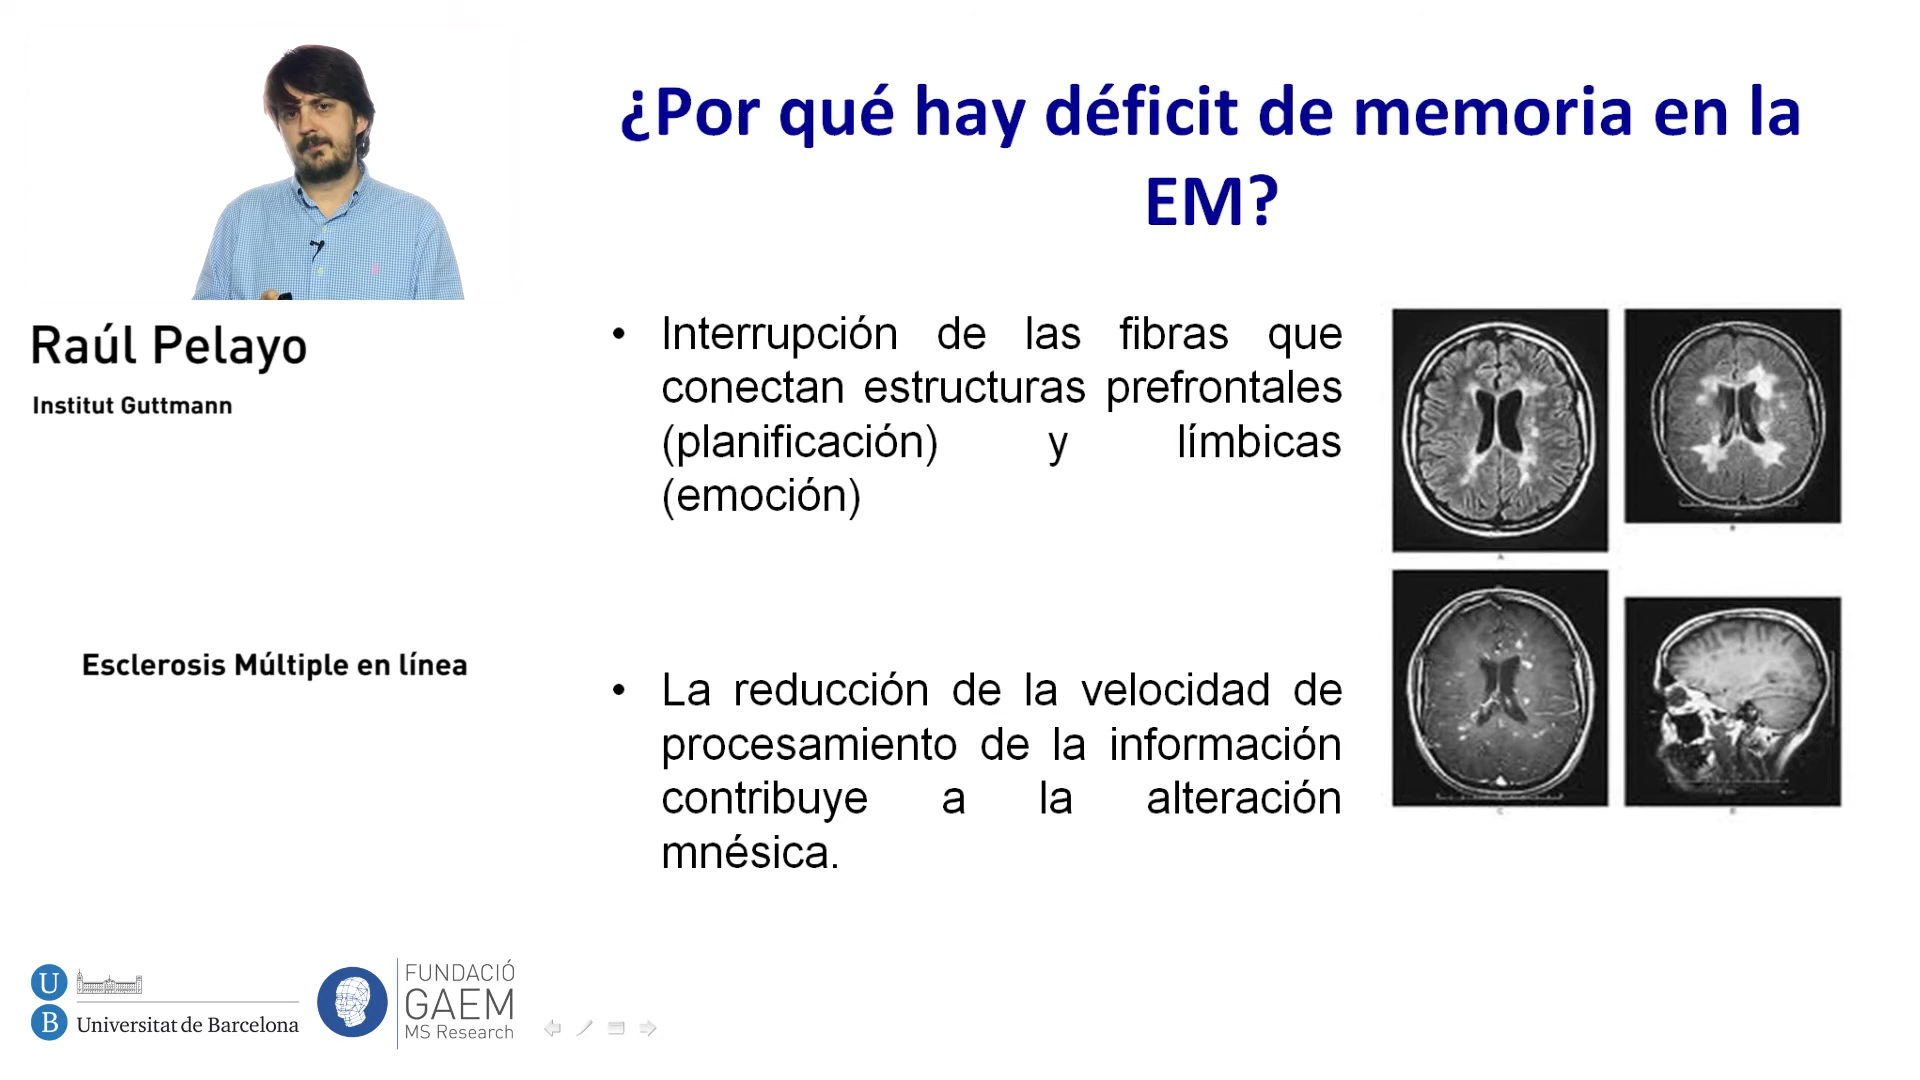 ¿Por qué hay déficit de memoria en la
EM?
Raúl Pelayo
Institut Guttmann
Esclerosis Múltiple en línea
• Interrupción de las fibras que
conectan estructuras prefrontales
(planificación) y límbicas
(emoción)
• La reducción de la velocidad de
procesamiento de la información
contribuye a la alteración
mnésica.
U
B
Universitat de Barcelona
FUNDACIÓ
GAEM
MS Research